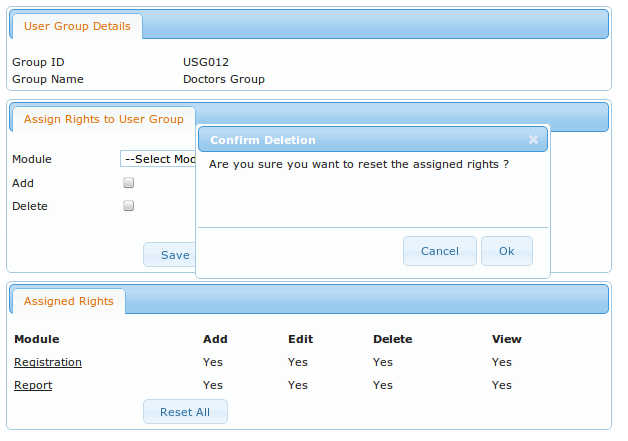 User Group Details
Group ID USG012
Group Name Doctors Group
Assign Rights to User Group
Confirm Deletion
Are you sure you want to reset the assigned rights ?
Module --Select Mod
Add
Delete
Save
Cancel Ok
Assigned Rights
Module Add Edit Delete View
Registration Yes Yes Yes Yes
Report Yes Yes Yes Yes
Reset All